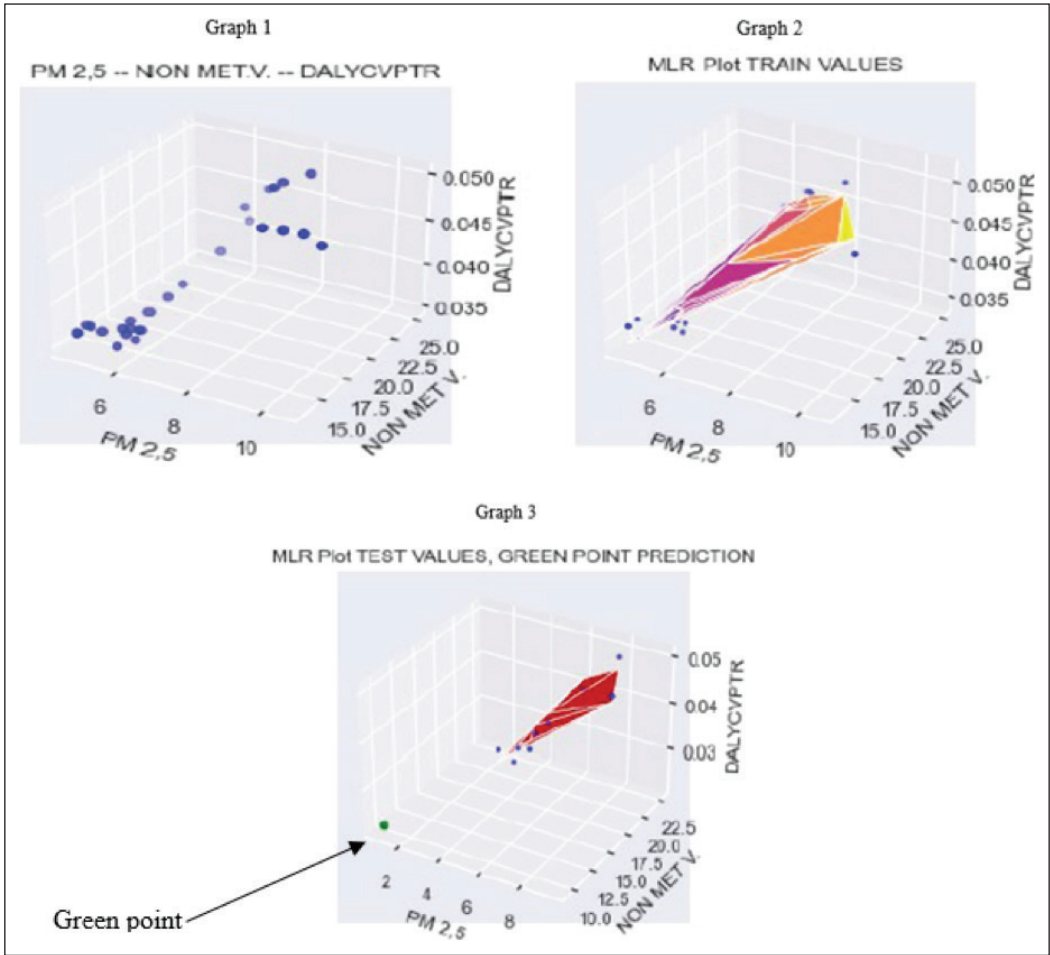 Graph 1
PM 2,5 -- NON MET.V. -- DALYCVPTR
0.050
0.045
0.040
0.035
DALYCVPTR
25.0
22.5
20.0
17.5
15.0
NON MET V.
6
8
10
PM 2,5
Graph 2
MLR Plot TRAIN VALUES
0.050
0.045
0.040
0.035
DALYCVPTR
25.0
22.5
20.0
17.5
15.0
NON MET V.
6
8
10
PM 2,5
Graph 3
MLR Plot TEST VALUES, GREEN POINT PREDICTION
0.05
0.04
0.03
DALYCVPTR
22.5
20.0
17.5
15.0
12.5
10.0
NON MET V.
2
4
6
8
PM 2,5
Green point